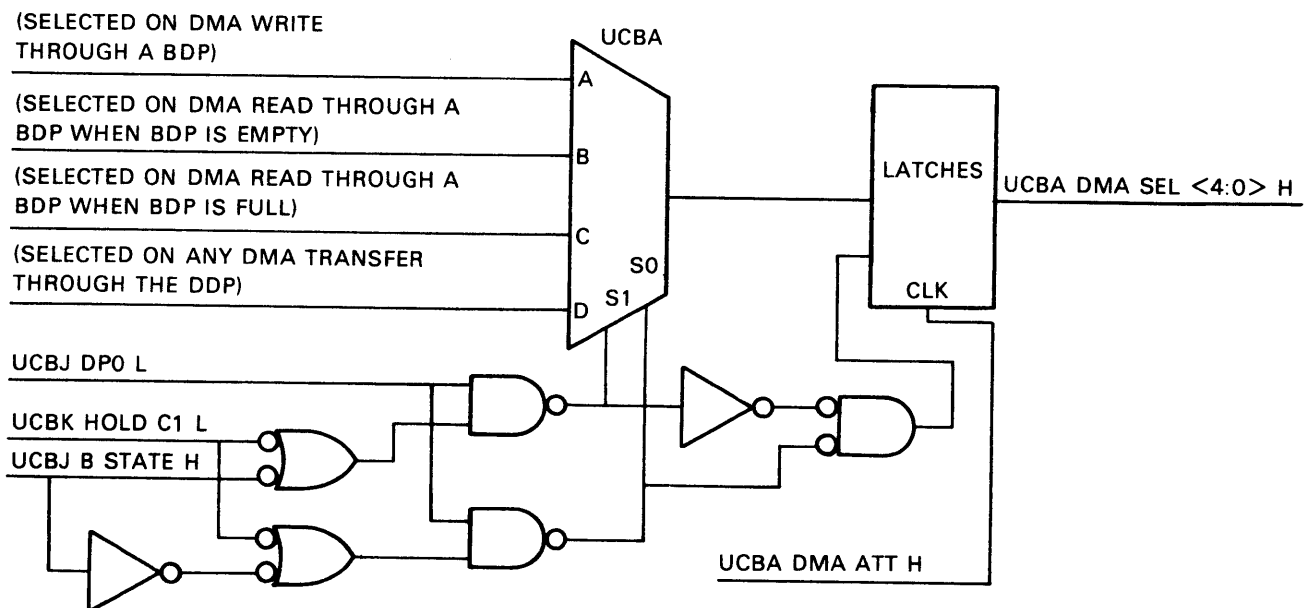 (SELECTED ON DMA WRITE
THROUGH A BDP)
UCBA
A
(SELECTED ON DMA READ THROUGH A
BDP WHEN BDP IS EMPTY)
B
(SELECTED ON DMA READ THROUGH A
BDP WHEN BDP IS FULL)
C
(SELECTED ON ANY DMA TRANSFER
THROUGH THE DDP)
D
S0
S1
LATCHES
CLK
UCBA DMA SEL <4:0> H
UCBJ DP0 L
UCBK HOLD C1 L
UCBJ B STATE H
UCBA DMA ATT H